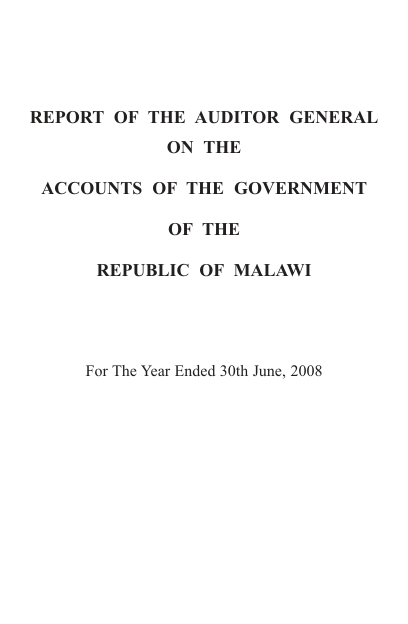 REPORT OF THE AUDITOR GENERAL
ON THE
ACCOUNTS OF THE GOVERNMENT
OF THE
REPUBLIC OF MALAWI
For The Year Ended 30th June, 2008